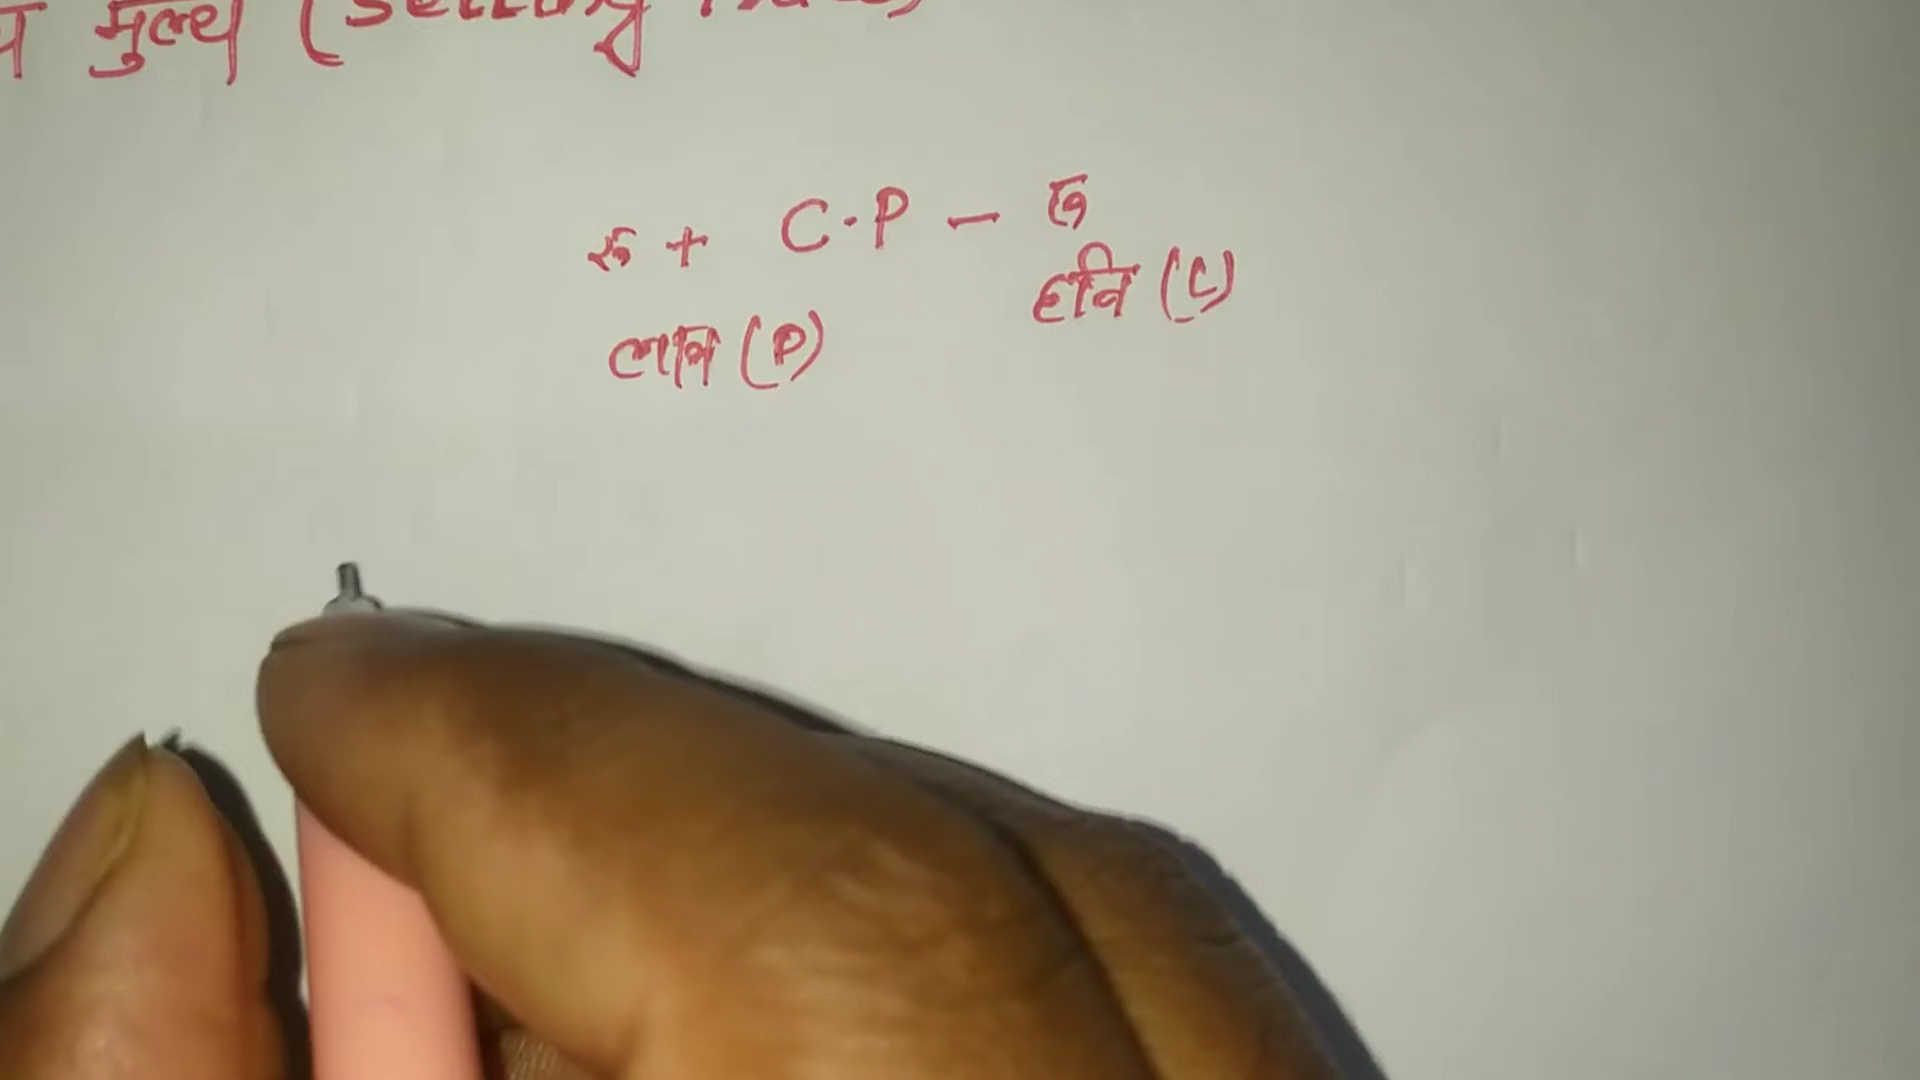 मुल्य (Selling
रु + C.P - रु
लाभ (P) हानि (L)